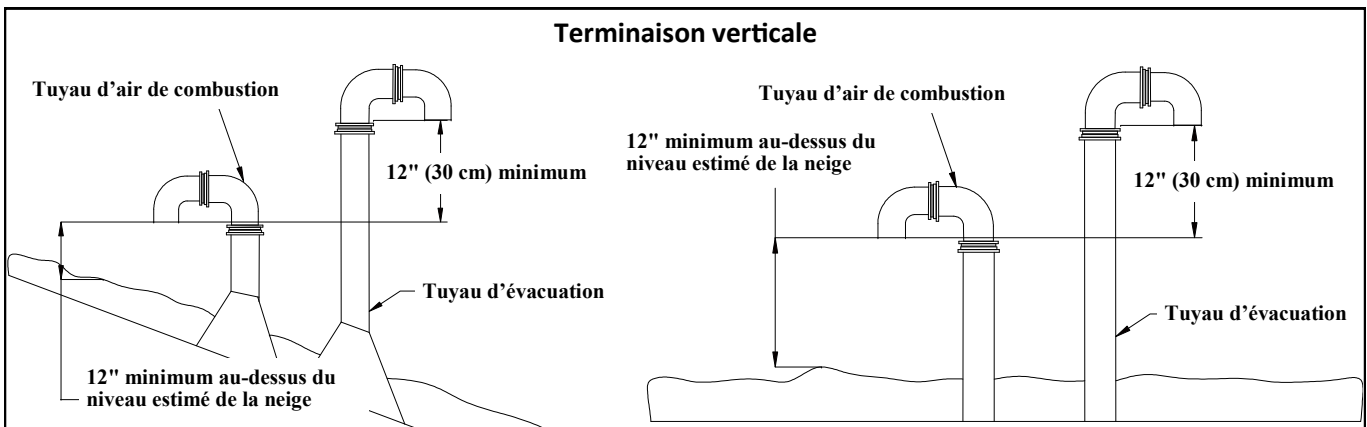 Terminaison verticale
Tuyau d'air de combustion
12" (30 cm) minimum
Tuyau d'évacuation
12" minimum au-dessus du
niveau estimé de la neige
Tuyau d'air de combustion
12" minimum au-dessus du
niveau estimé de la neige
12" (30 cm) minimum
Tuyau d'évacuation